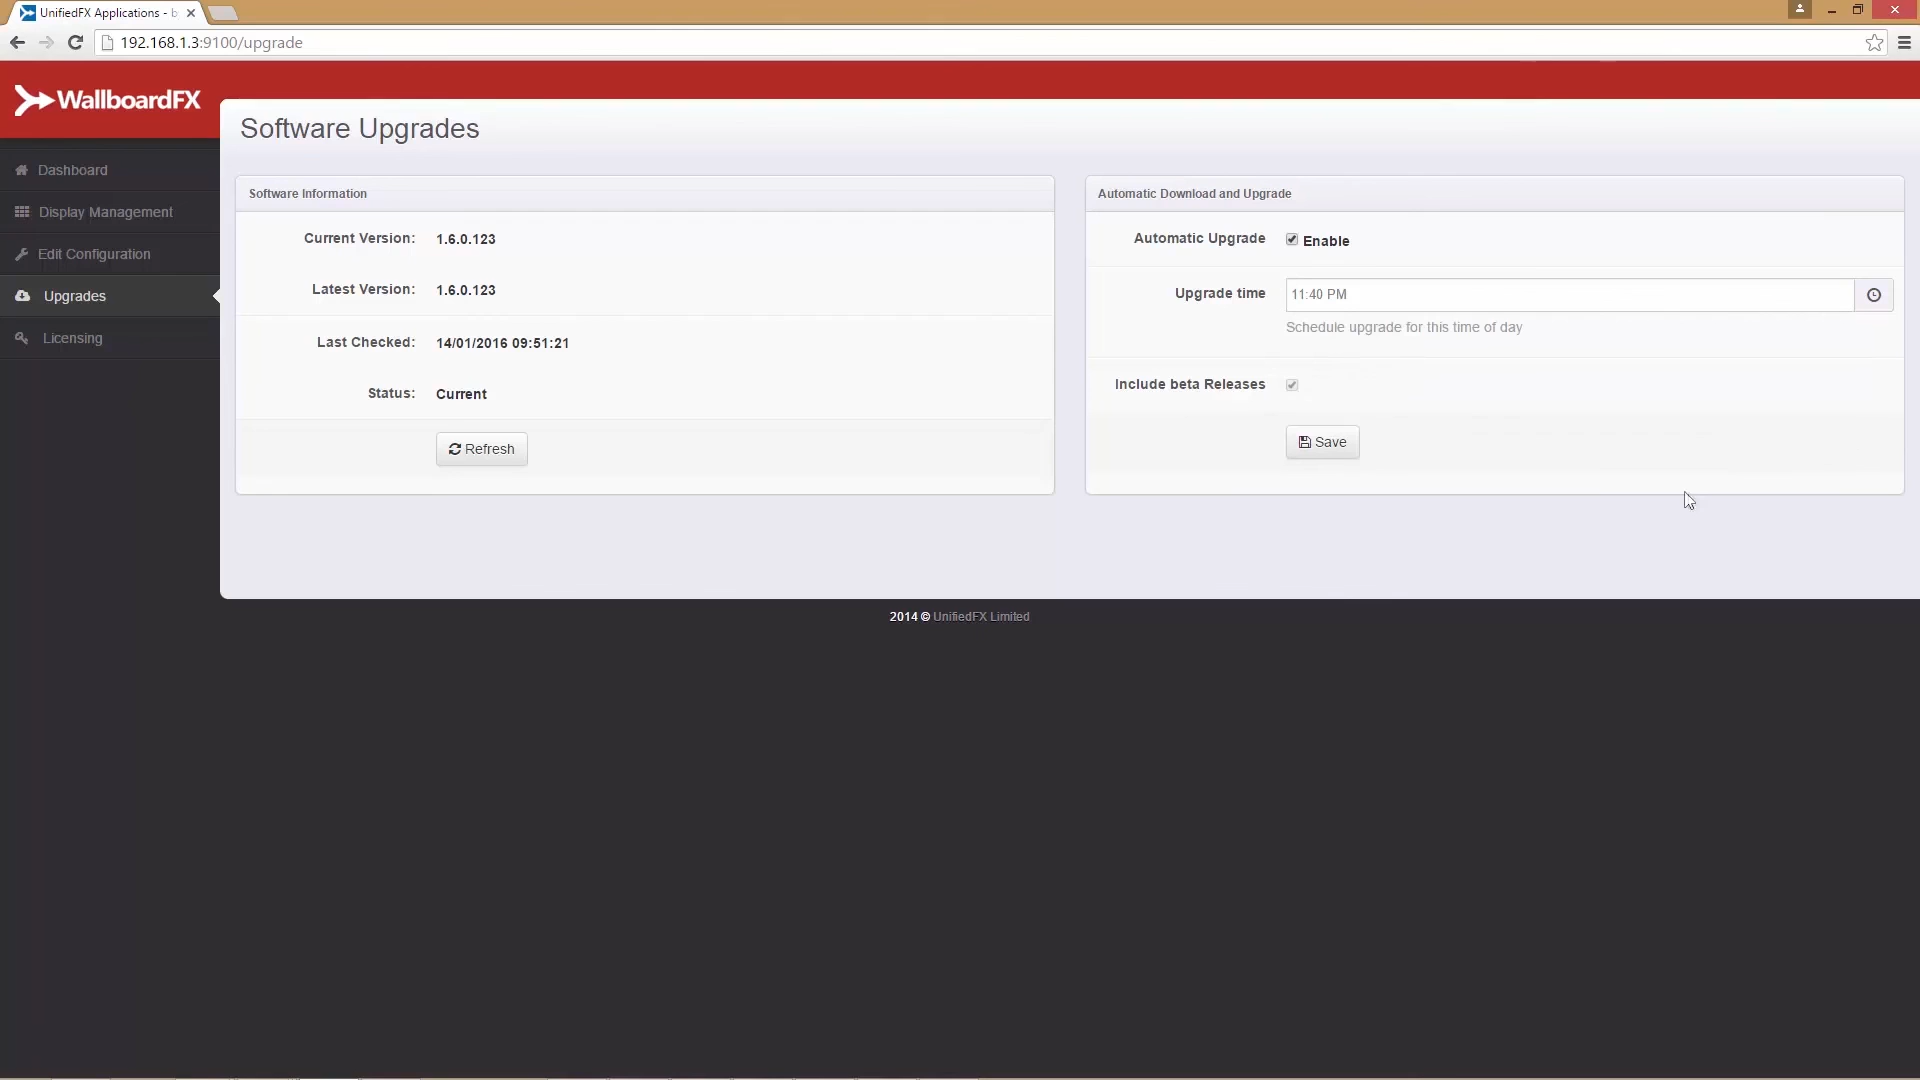 UnifiedFX Applications - b
192.168.1.3:9100/upgrade
WallboardFX
Dashboard
Display Management
Edit Configuration
Upgrades
Licensing
Software Upgrades
Software Information
Current Version: 1.6.0.123
Latest Version: 1.6.0.123
Last Checked: 14/01/2016 09:51:21
Status: Current
Refresh
Automatic Download and Upgrade
Automatic Upgrade Enable
Upgrade time 11:40 PM
Schedule upgrade for this time of day
Include beta Releases
Save
2014 © UnifiedFX Limited